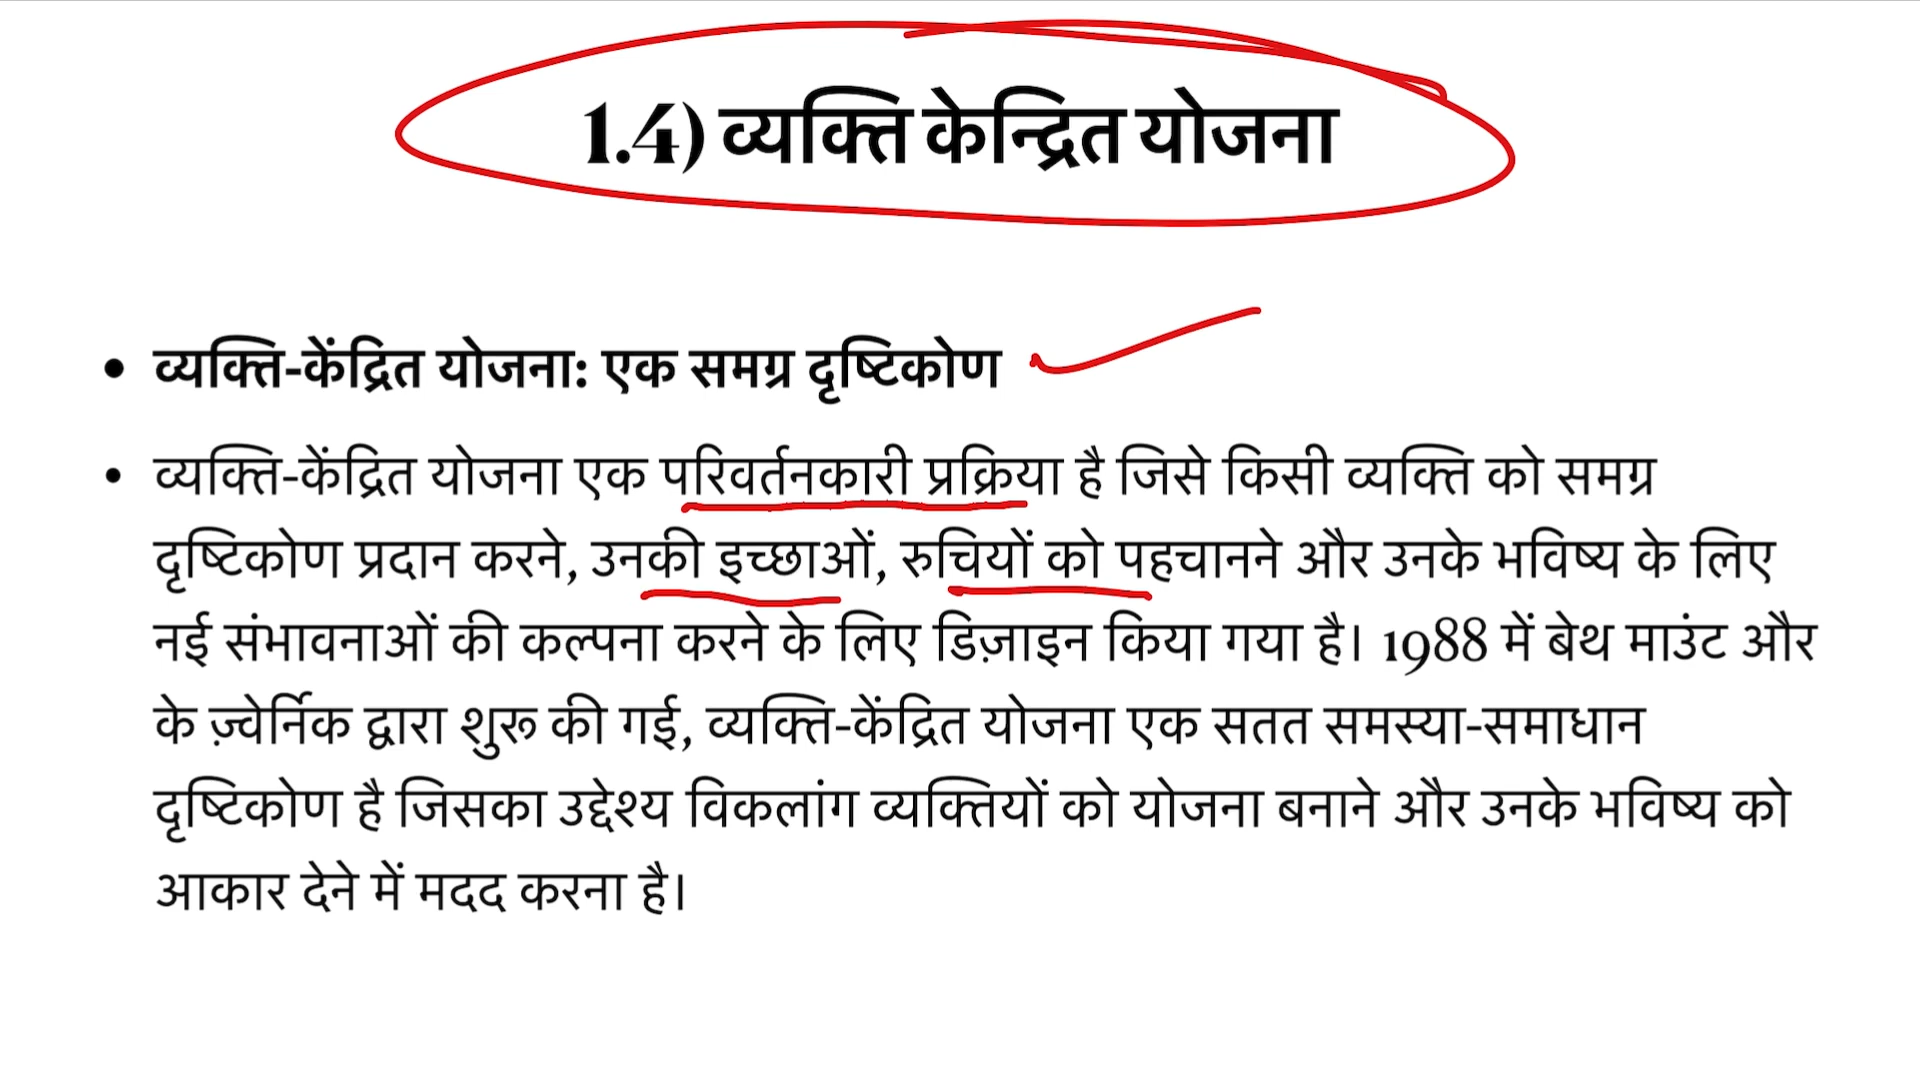 1.4) व्यक्ति केन्द्रित योजना
• व्यक्ति-केंद्रित योजना: एक समग्र दृष्टिकोण
• व्यक्ति-केंद्रित योजना एक परिवर्तनकारी प्रक्रिया है जिसे किसी व्यक्ति को समग्र
दृष्टिकोण प्रदान करने, उनकी इच्छाओं, रुचियों को पहचानने और उनके भविष्य के लिए
नई संभावनाओं की कल्पना करने के लिए डिज़ाइन किया गया है। 1988 में बेथ माउंट और
के ज़्वेर्निक द्वारा शुरू की गई, व्यक्ति-केंद्रित योजना एक सतत समस्या-समाधान
दृष्टिकोण है जिसका उद्देश्य विकलांग व्यक्तियों को योजना बनाने और उनके भविष्य को
आकार देने में मदद करना है।